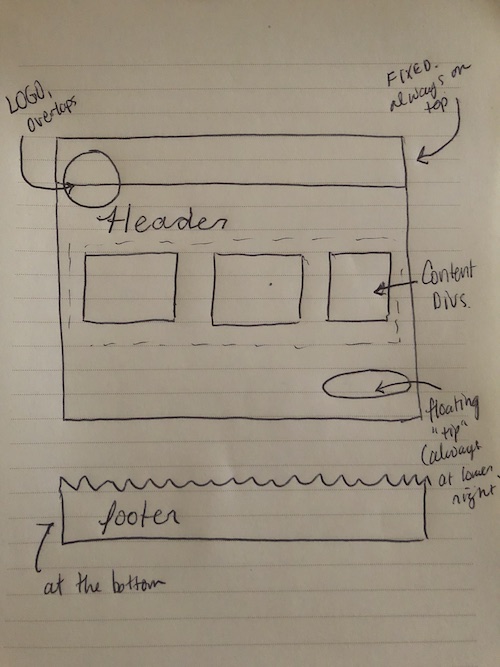 LOGO,
overlaps
FIXED.
always on
top
Header
Content
Divs.
floating
"tip"
(always
at lower
right)
footer
at the bottom